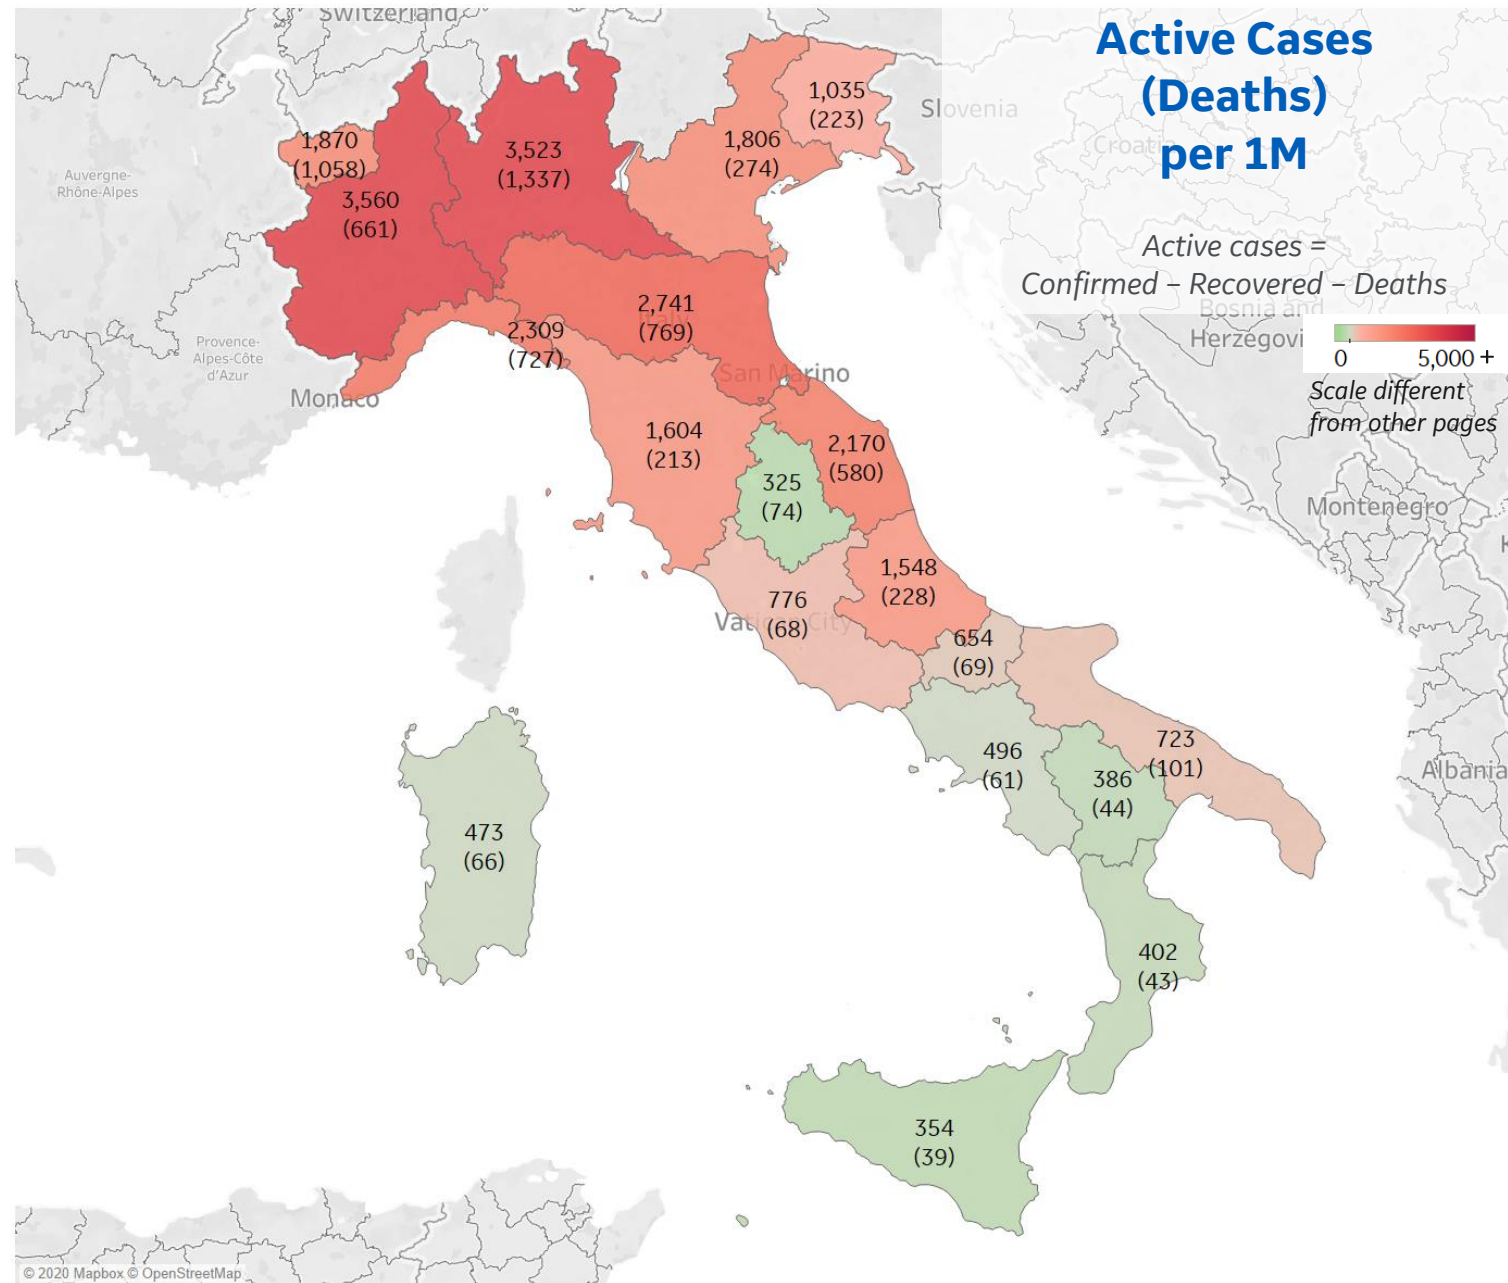 Switzerland
Active Cases
(Deaths)
per 1M
1,035
(223)
Slovenia
1,870
(1,058)
3,523
(1,337)
1,806
(274)
Croatia
Auvergne-
Rhône-Alpes
3,560
(661)
Active cases =
Confirmed – Recovered – Deaths
Bosnia and
Herzegovi
2,741
(769)
Italy
2,309
(727)
0
5,000 +
Provence-
Alpes-Côte
d'Azur
San Marino
Scale different
from other pages
Monaco
1,604
(213)
2,170
(580)
325
(74)
Montenegro
K
1,548
(228)
776
(68)
Vatican City
654
(69)
723
(101)
496
(61)
386
(44)
Albania
473
(66)
402
(43)
354
(39)
© 2020 Mapbox © OpenStreetMap